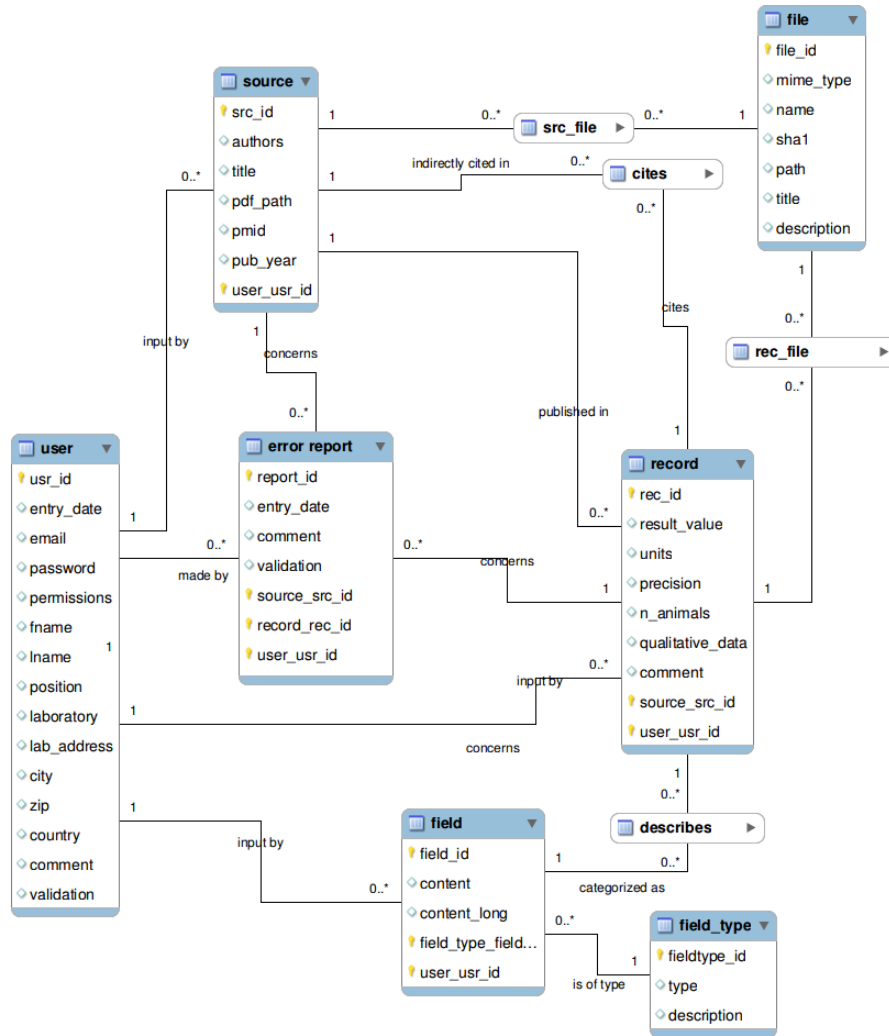 file
file_id
mime_type
name
sha1
path
title
description
source
src_id
authors
title
pdf_path
pmid
pub_year
user_usr_id
1
0..*
src_file
0..*
1
indirectly cited in
0..*
1
cites
0..*
0..*
1
1
0..*
rec_file
0..*
cites
input by
1
concerns
0..*
published in
1
user
usr_id
entry_date
email
password
permissions
fname
lname
position
laboratory
lab_address
city
zip
country
comment
validation
error report
report_id
entry_date
comment
validation
source_src_id
record_rec_id
user_usr_id
record
rec_id
result_value
units
precision
n_animals
qualitative_data
comment
source_src_id
user_usr_id
1
0..*
0..*
made by
0..*
concerns
1
1
1
0..*
input by
1
concerns
1
0..*
describes
1
input by
0..*
field
field_id
content
content_long
field_type_field...
user_usr_id
1
0..*
categorized as
0..*
1
is of type
field_type
fieldtype_id
type
description